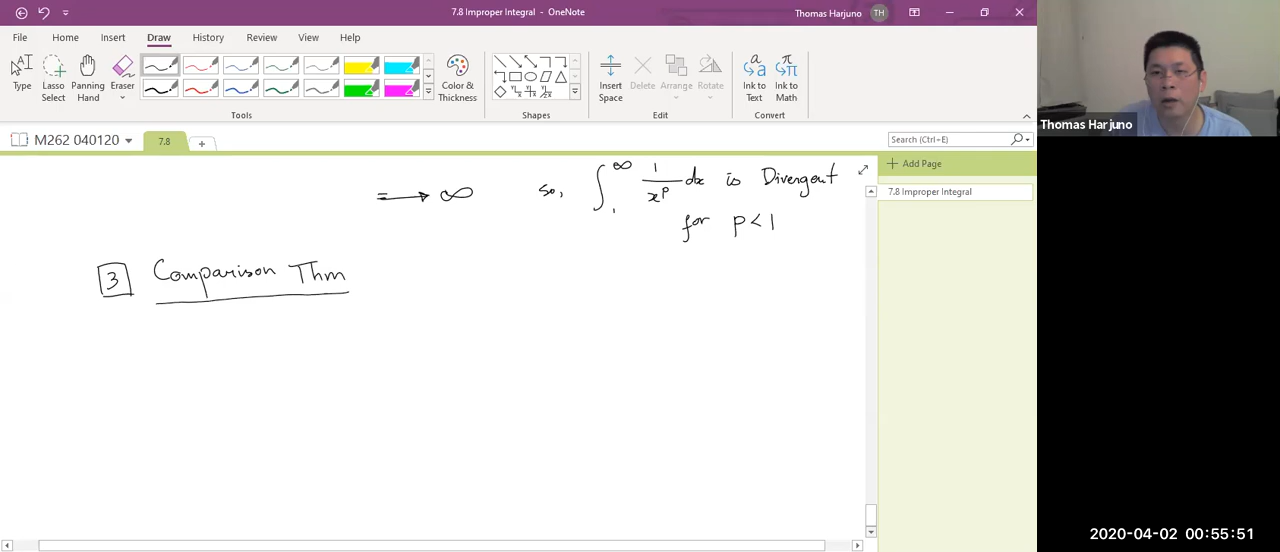 7.8 Improper Integral - OneNote
Thomas Harjuno TH
File Home Insert Draw History Review View Help
Type
Lasso Select
Panning Hand
Eraser
Color & Thickness
Insert Space
Delete
Arrange
Rotate
Ink to Text
Ink to Math
Tools Shapes Edit Convert
M262 040120 7.8 +
Search (Ctrl+E)
+ Add Page
7.8 Improper Integral
Thomas Harjuno
⇒ ∞ so, ∫₁^∞ 1/x^p dx is Divergent
for p < 1
3 Comparison Thm
2020-04-02 00:55:51